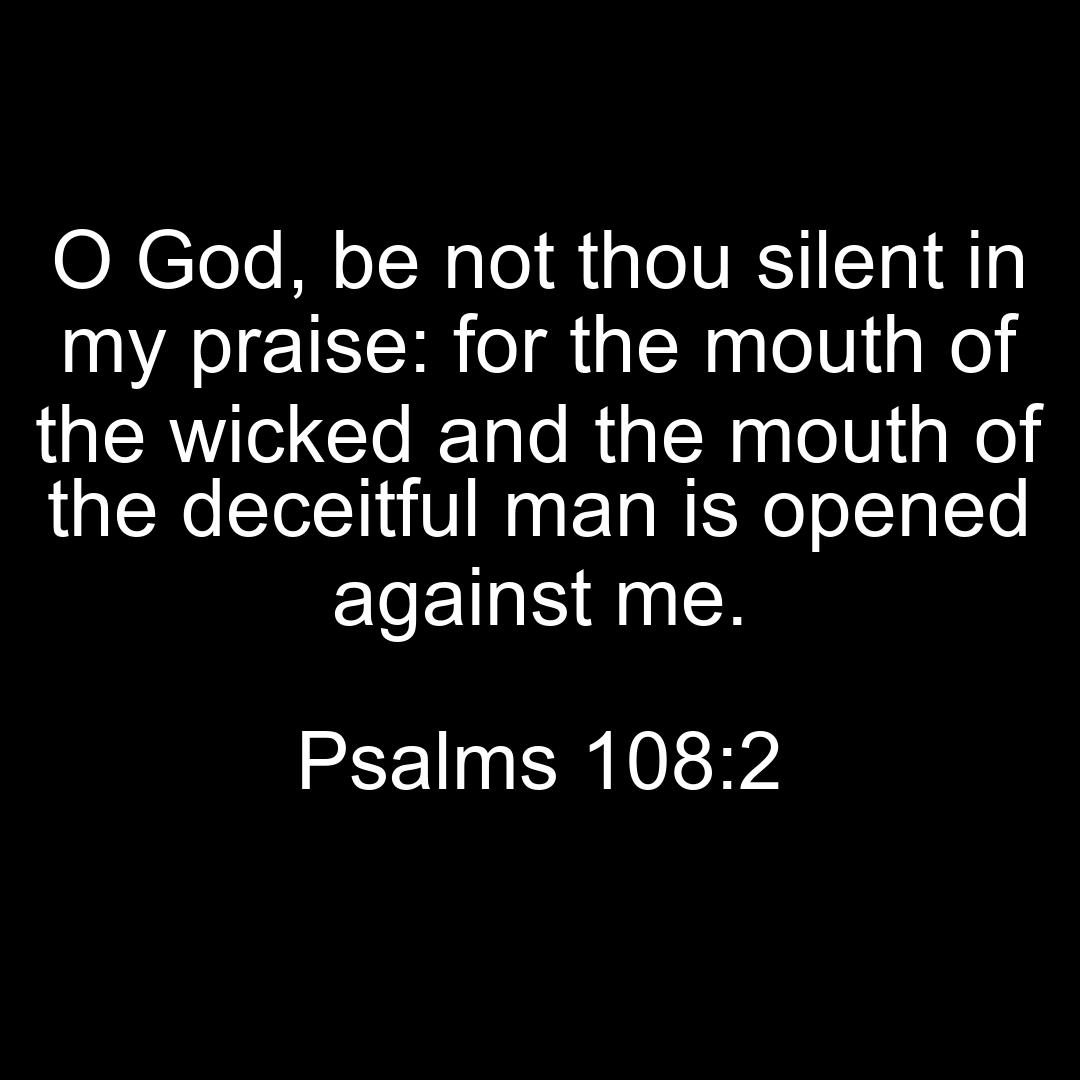 O God, be not thou silent in
my praise: for the mouth of
the wicked and the mouth of
the deceitful man is opened
against me.
Psalms 108:2